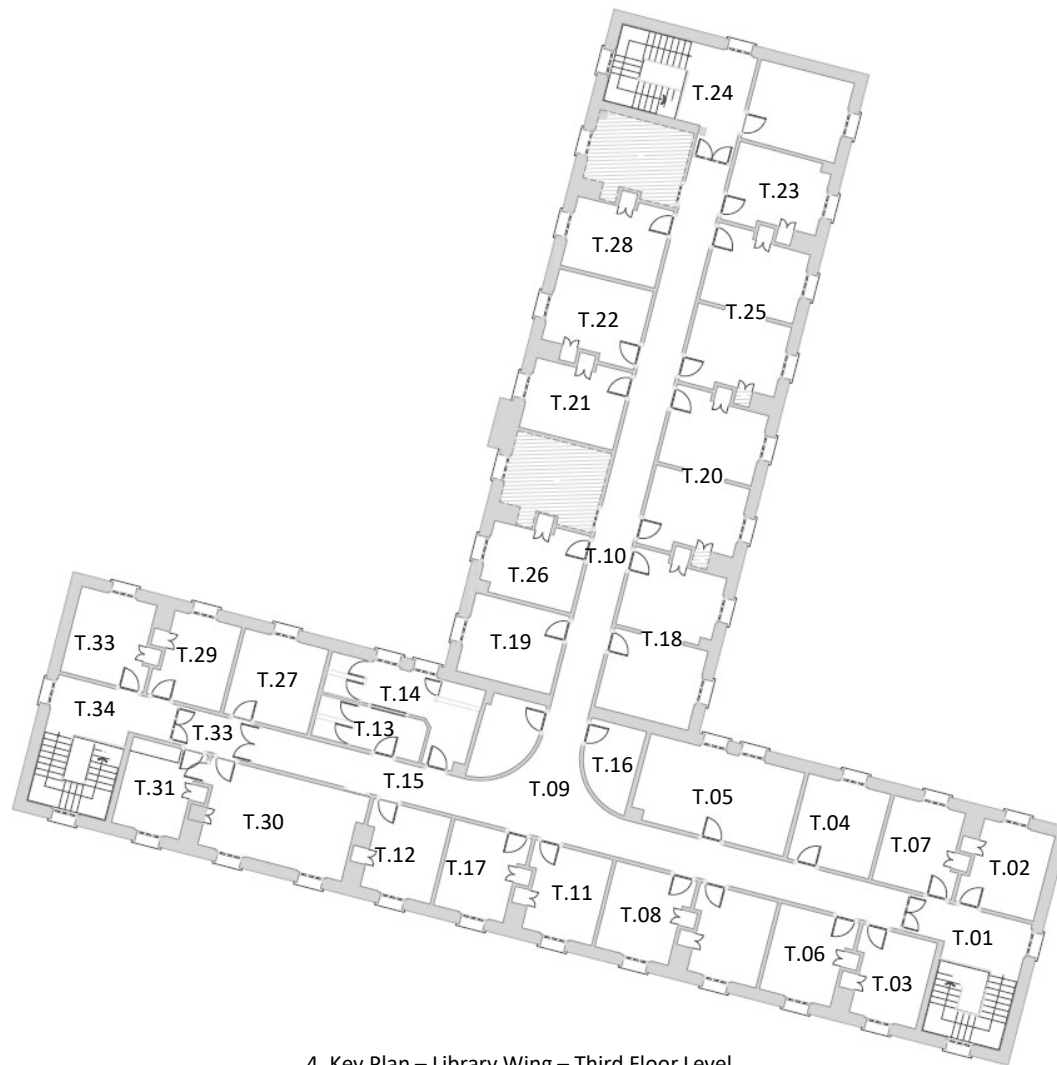 T.24
T.23
T.28
T.25
T.22
T.21
T.20
T.10
T.26
T.18
T.19
T.33
T.29
T.27
T.14
T.34
T.33
T.13
T.16
T.15
T.09
T.05
T.31
T.30
T.04
T.07
T.02
T.12
T.17
T.11
T.08
T.01
T.06
T.03
4. Key Plan – Library Wing – Third Floor Level